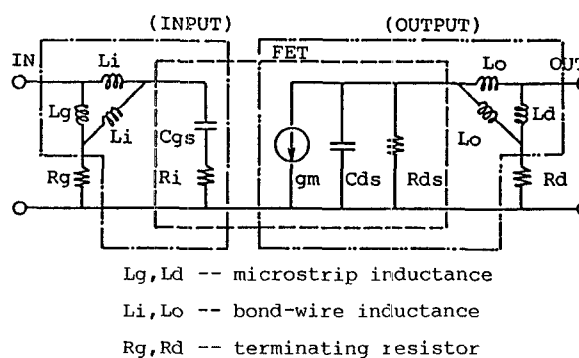 (INPUT) (OUTPUT)
FET
IN Li Lo OUT
Lg Li Lo Ld
Cgs
Rg Ri gm Cds Rds Rd
Lg,Ld -- microstrip inductance
Li,Lo -- bond-wire inductance
Rg,Rd -- terminating resistor